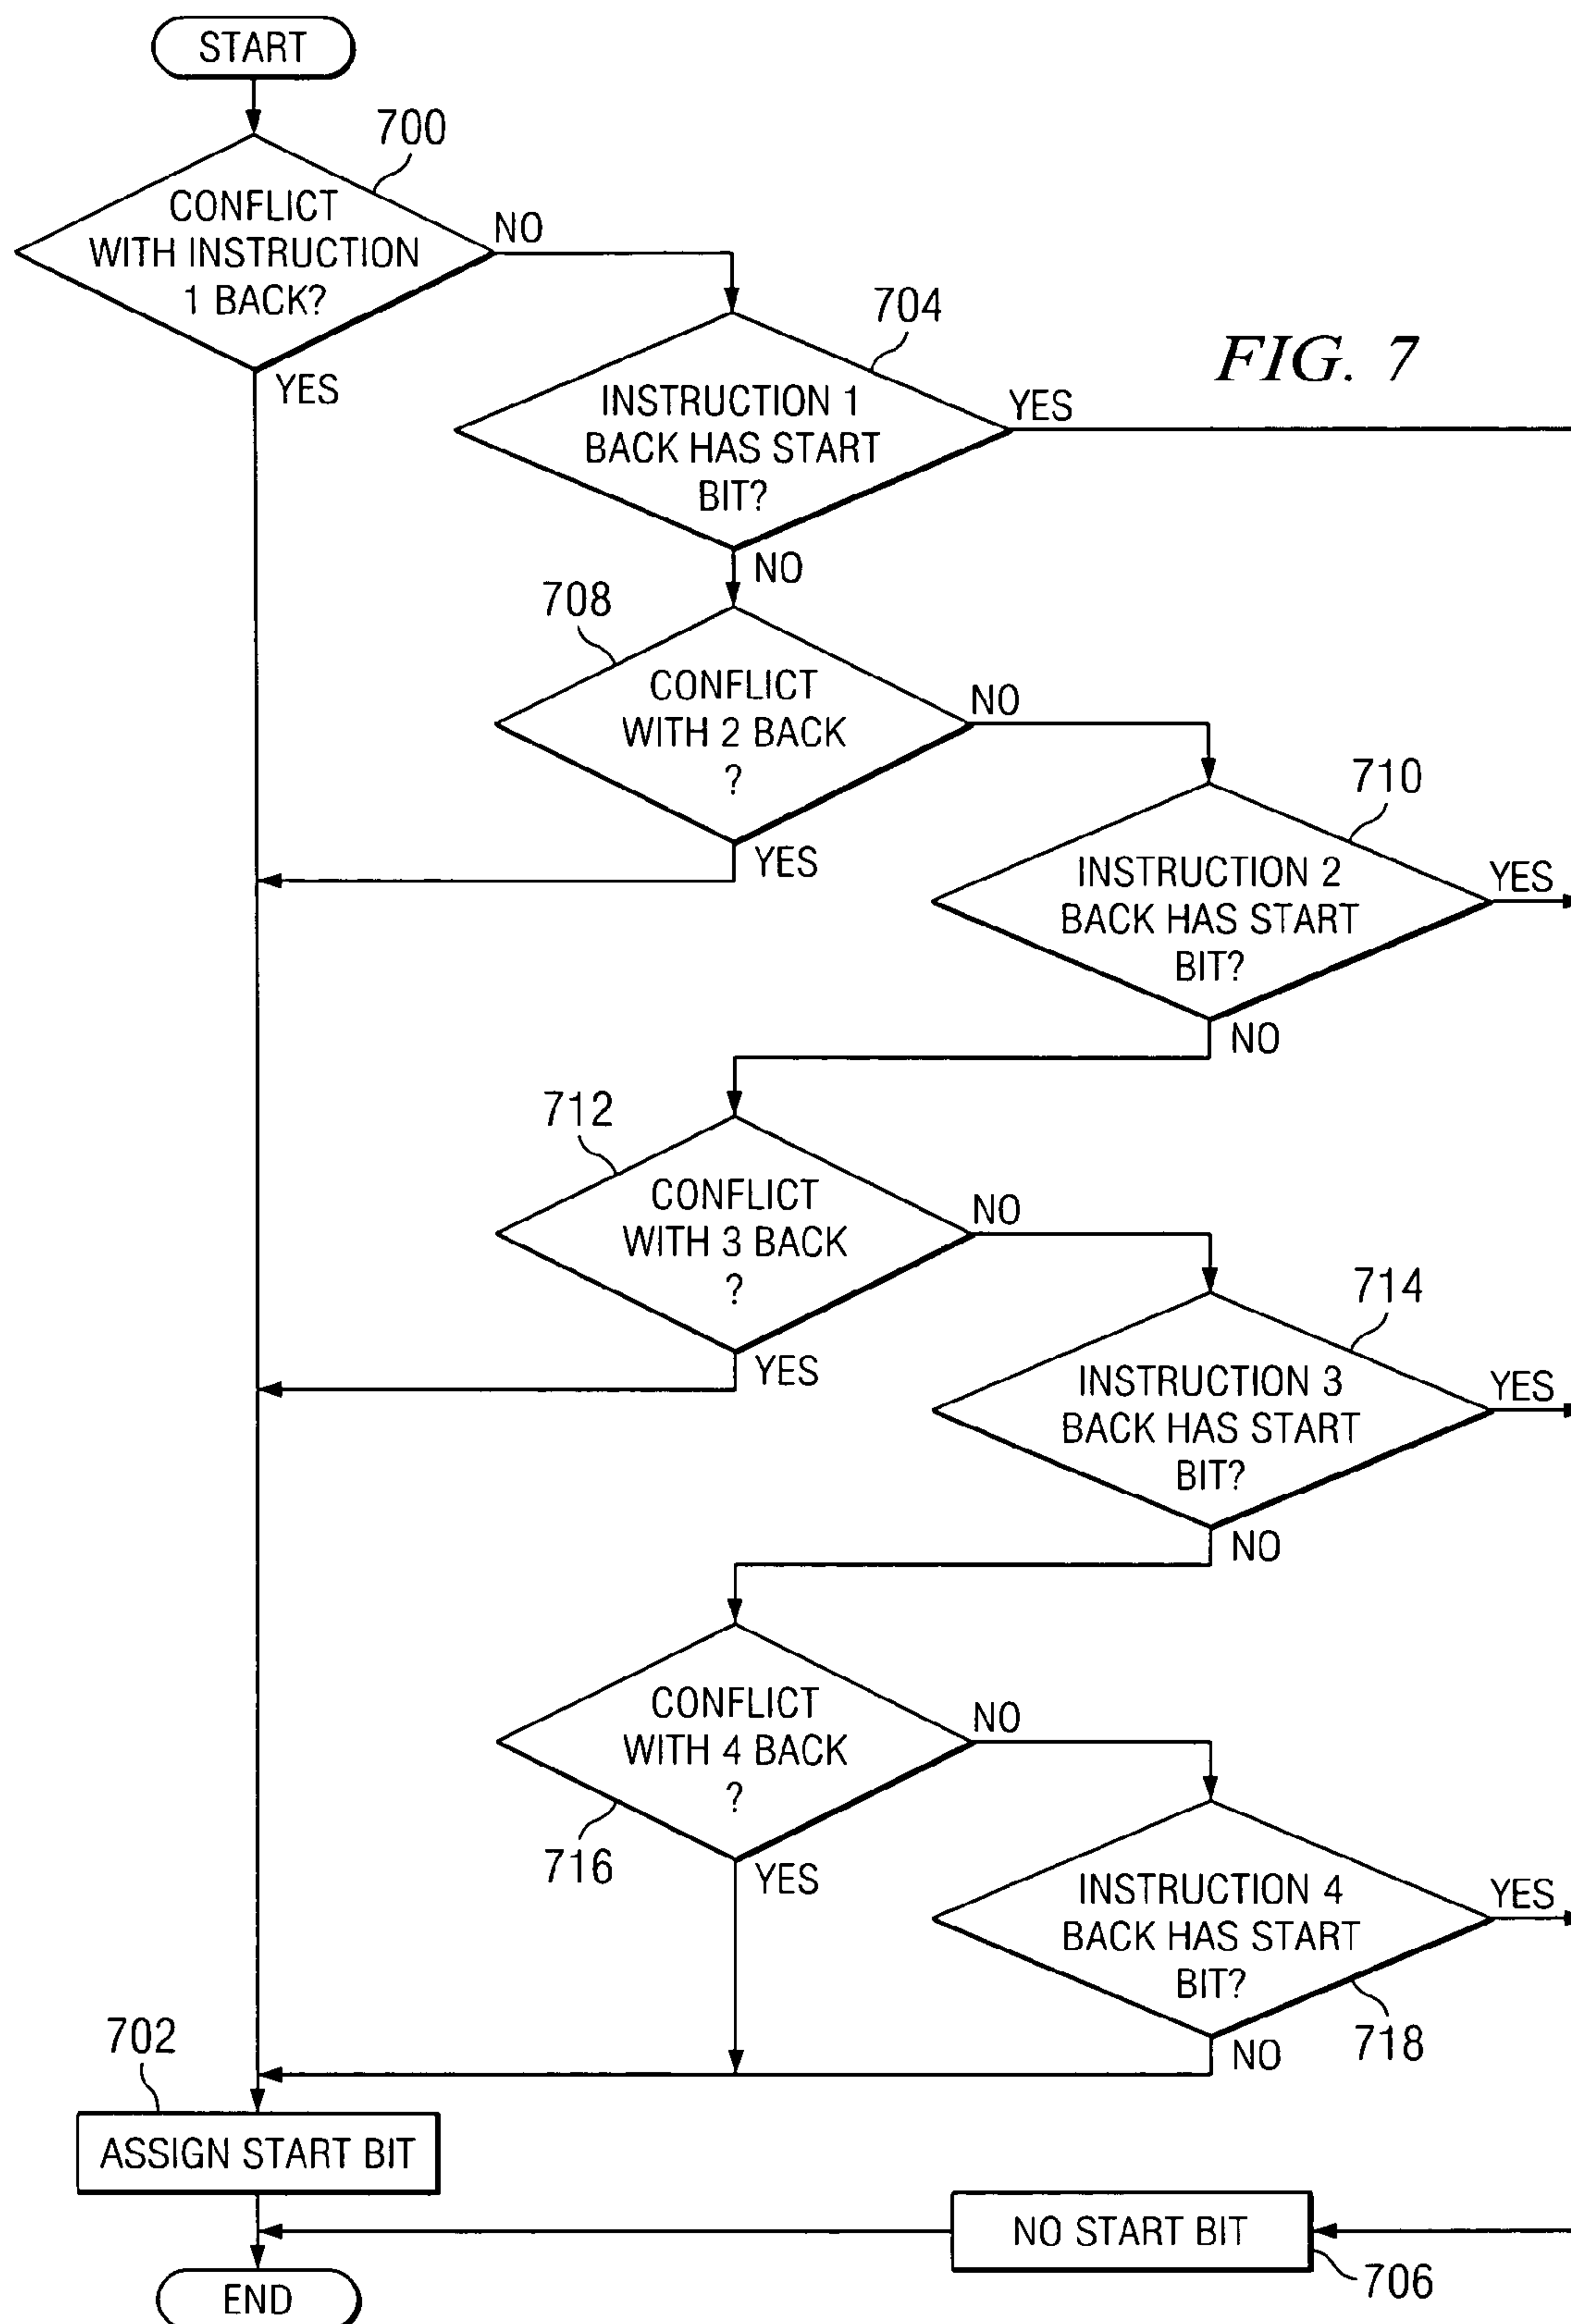 START
700
CONFLICT
WITH INSTRUCTION
1 BACK?
NO
YES
704
FIG. 7
INSTRUCTION 1
BACK HAS START
BIT?
YES
NO
708
CONFLICT
WITH 2 BACK
?
NO
YES
710
INSTRUCTION 2
BACK HAS START
BIT?
YES
NO
712
CONFLICT
WITH 3 BACK
?
NO
YES
714
INSTRUCTION 3
BACK HAS START
BIT?
YES
NO
CONFLICT
WITH 4 BACK
?
NO
716
YES
INSTRUCTION 4
BACK HAS START
BIT?
YES
718
NO
702
ASSIGN START BIT
NO START BIT
706
END